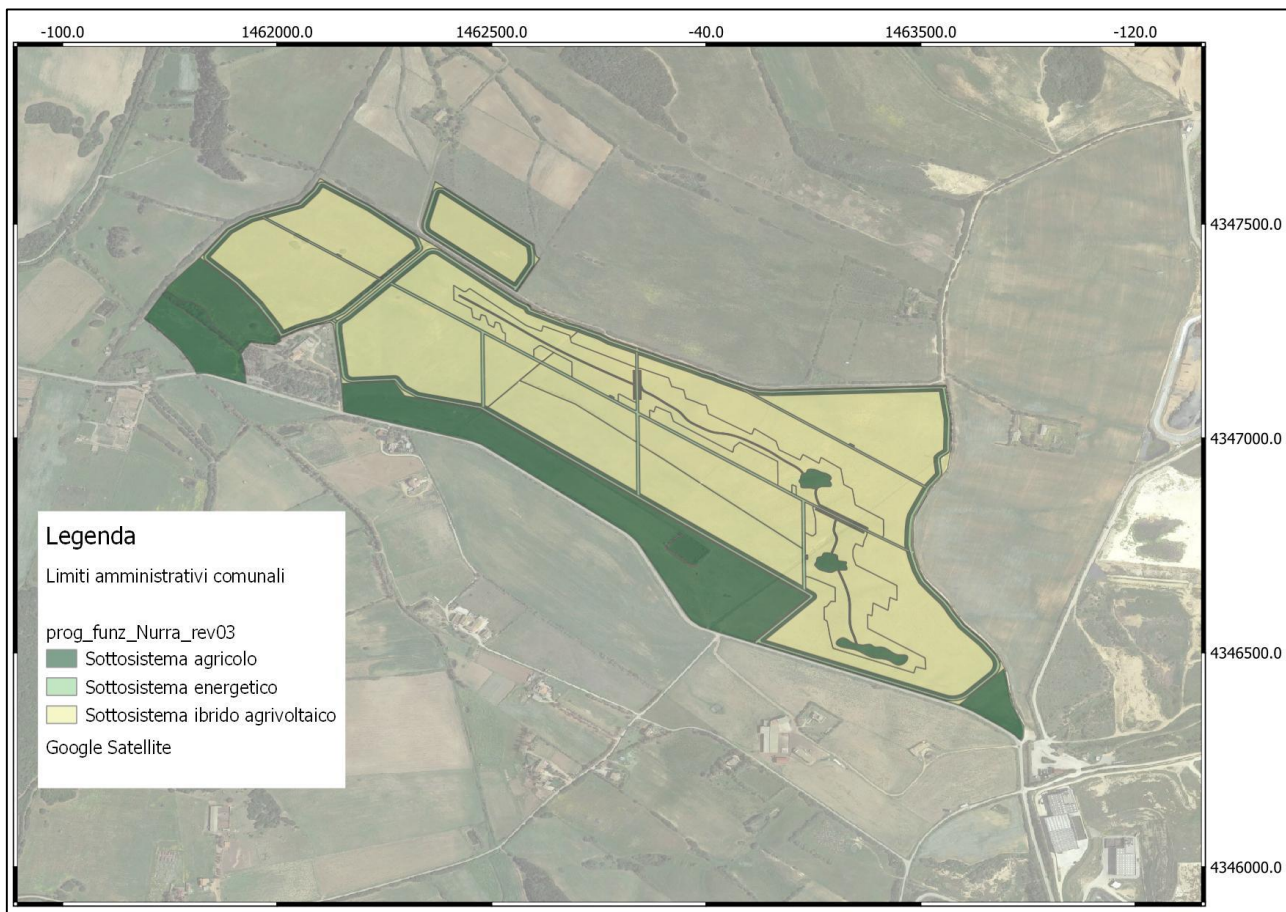 -100.0 1462000.0 1462500.0 -40.0 1463500.0 -120.0
4347500.0
4347000.0
4346500.0
4346000.0
Legenda
Limiti amministrativi comunali
prog_funz_Nurra_rev03
Sottosistema agricolo
Sottosistema energetico
Sottosistema ibrido agrivoltaico
Google Satellite